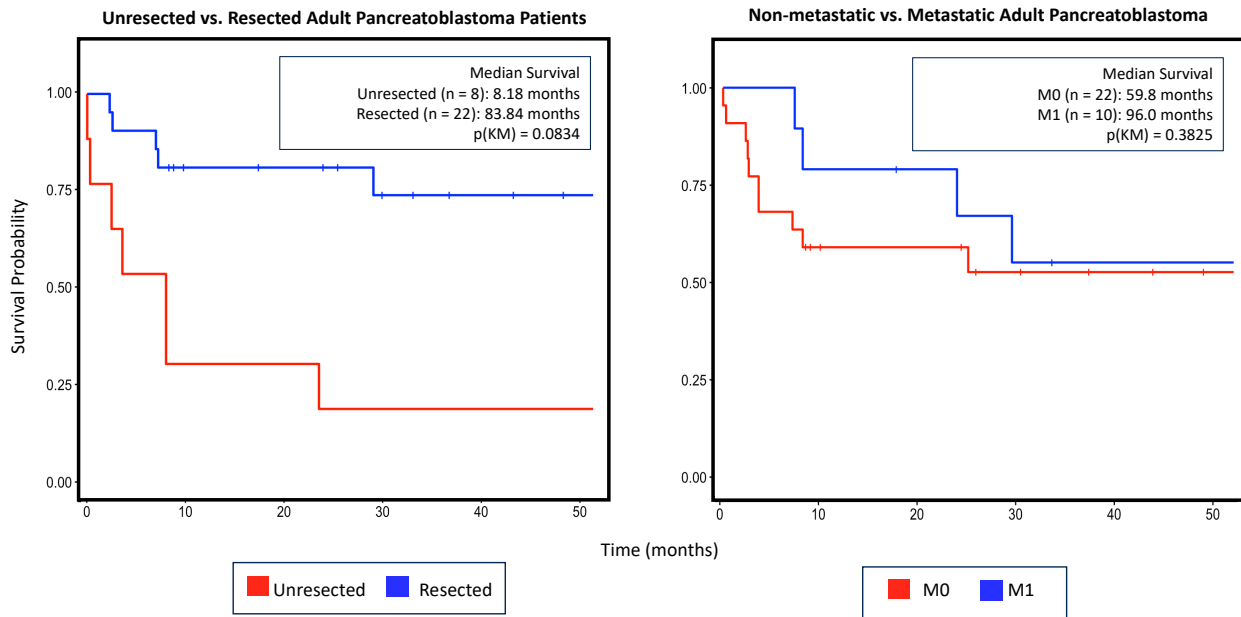 Unresected vs. Resected Adult Pancreatoblastoma Patients
Median Survival
Unresected (n = 8): 8.18 months
Resected (n = 22): 83.84 months
p(KM) = 0.0834
1.00
0.75
0.50
0.25
0.00
Survival Probability
0 10 20 30 40 50
Non-metastatic vs. Metastatic Adult Pancreatoblastoma
Median Survival
M0 (n = 22): 59.8 months
M1 (n = 10): 96.0 months
p(KM) = 0.3825
1.00
0.75
0.50
0.25
0.00
0 10 20 30 40 50
Time (months)
Unresected Resected
M0 M1